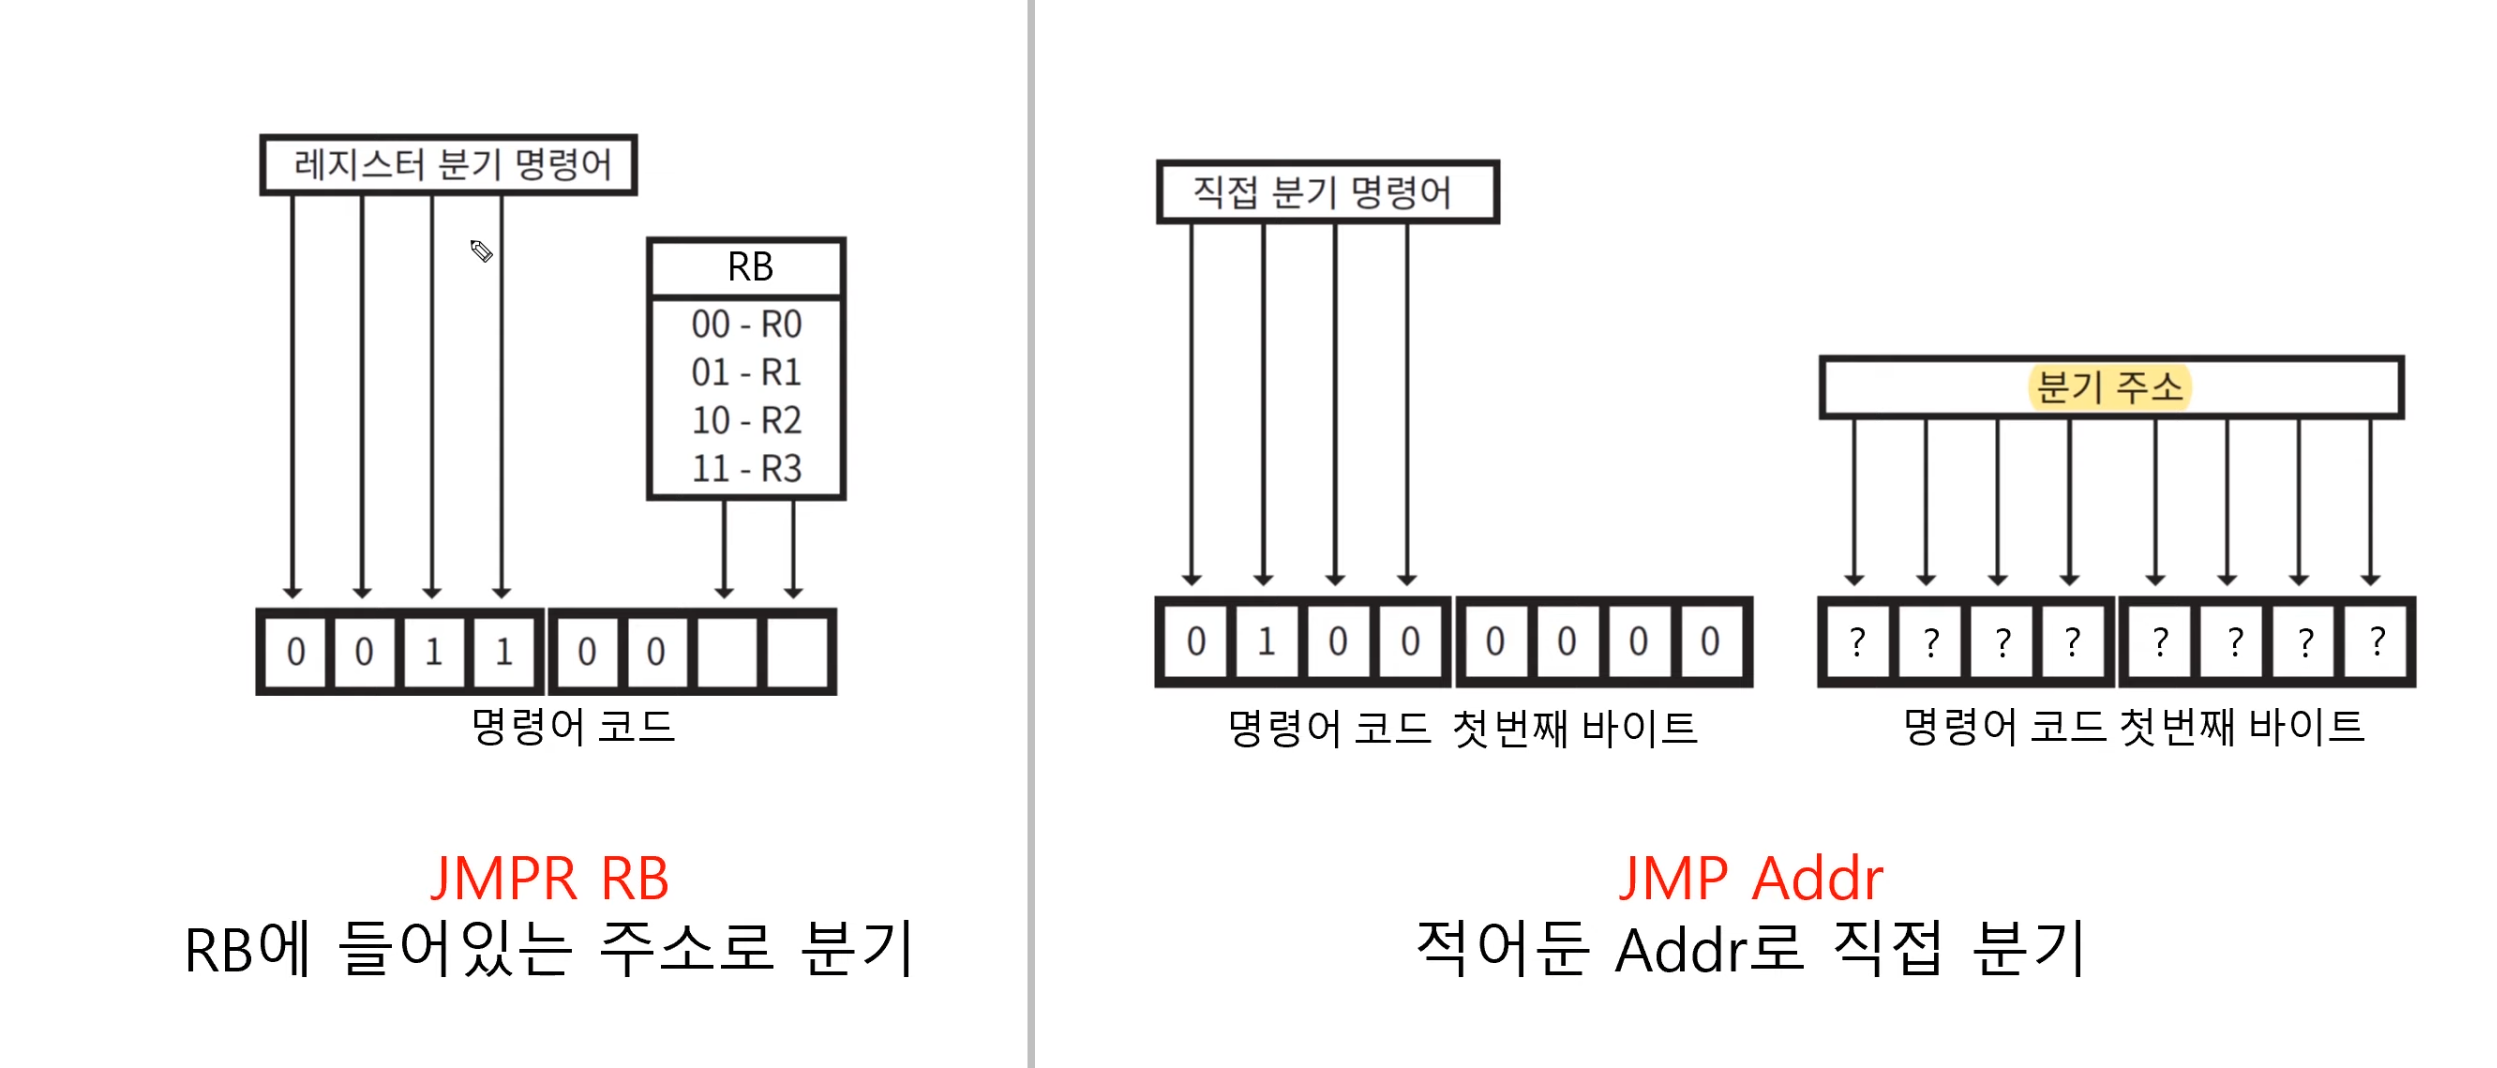 레지스터 분기 명령어
RB
00 - R0
01 - R1
10 - R2
11 - R3
0 0 1 1 0 0
명령어 코드
JMPR RB
RB에 들어있는 주소로 분기
직접 분기 명령어
분기 주소
0 1 0 0 0 0 0 0
? ? ? ? ? ? ? ?
명령어 코드 첫번째 바이트
명령어 코드 첫번째 바이트
JMP Addr
적어둔 Addr로 직접 분기